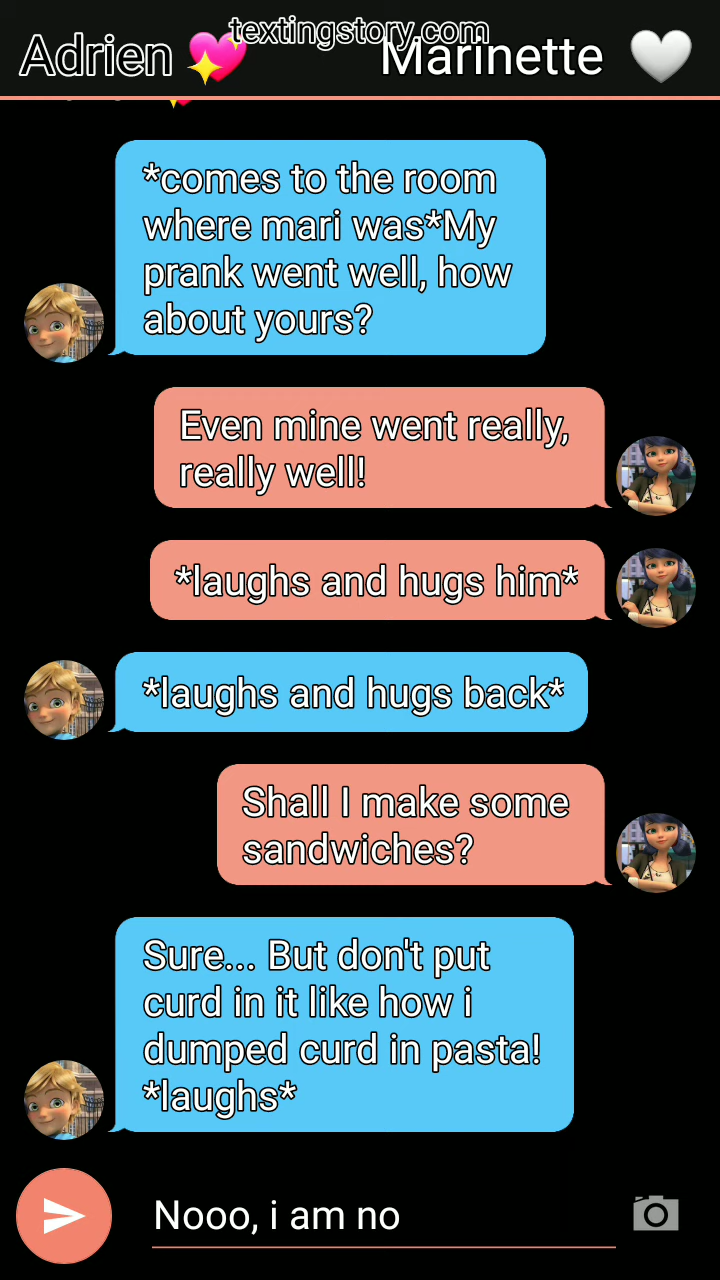 textingstory.com
Adrien 💖 Marinette 🤍
*comes to the room
where mari was*My
prank went well, how
about yours?
Even mine went really,
really well!
*laughs and hugs him*
*laughs and hugs back*
Shall I make some
sandwiches?
Sure... But don't put
curd in it like how i
dumped curd in pasta!
*laughs*
Nooo, i am no